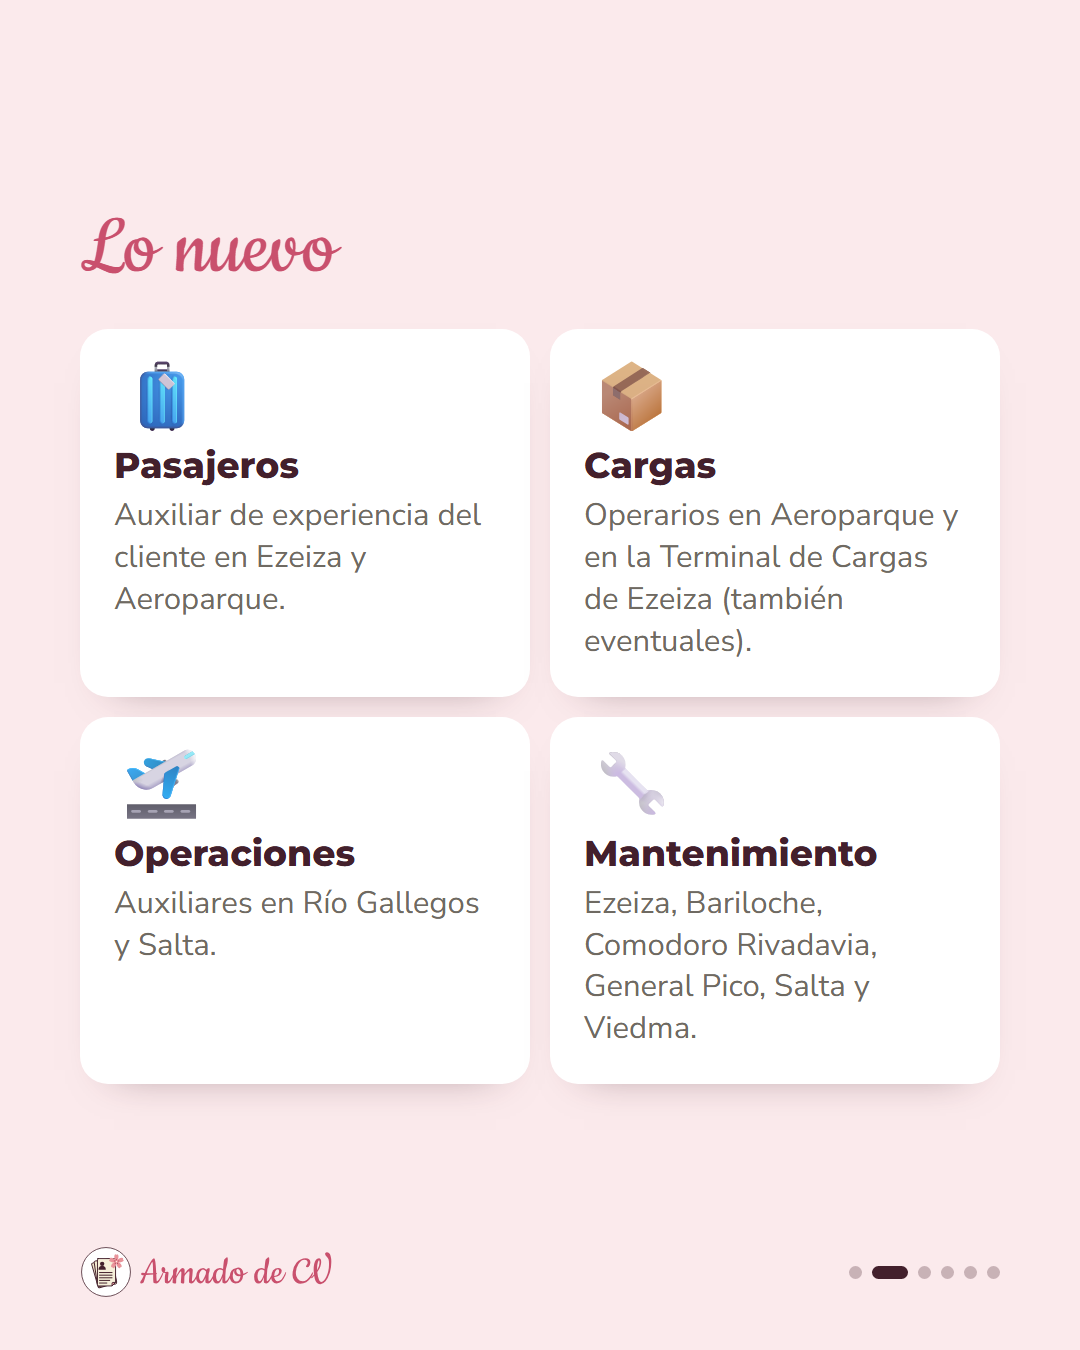 Lo nuevo
Pasajeros
Auxiliar de experiencia del
cliente en Ezeiza y
Aeroparque.
Cargas
Operarios en Aeroparque y
en la Terminal de Cargas
de Ezeiza (también
eventuales).
Operaciones
Auxiliares en Río Gallegos
y Salta.
Mantenimiento
Ezeiza, Bariloche,
Comodoro Rivadavia,
General Pico, Salta y
Viedma.
Armado de CV